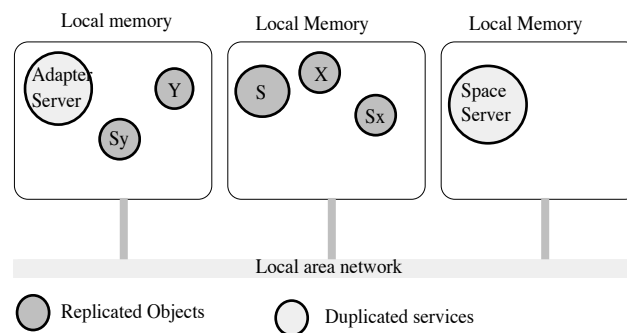 Local memory
Local Memory
Local Memory
Adapter
Server
Y
Sy
S
X
Sx
Space
Server
Local area network
Replicated Objects
Duplicated services